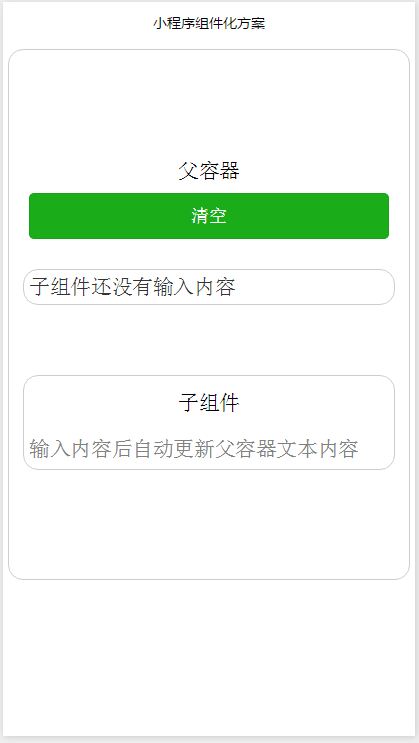 小程序组件化方案
父容器
清空
子组件还没有输入内容
子组件
输入内容后自动更新父容器文本内容